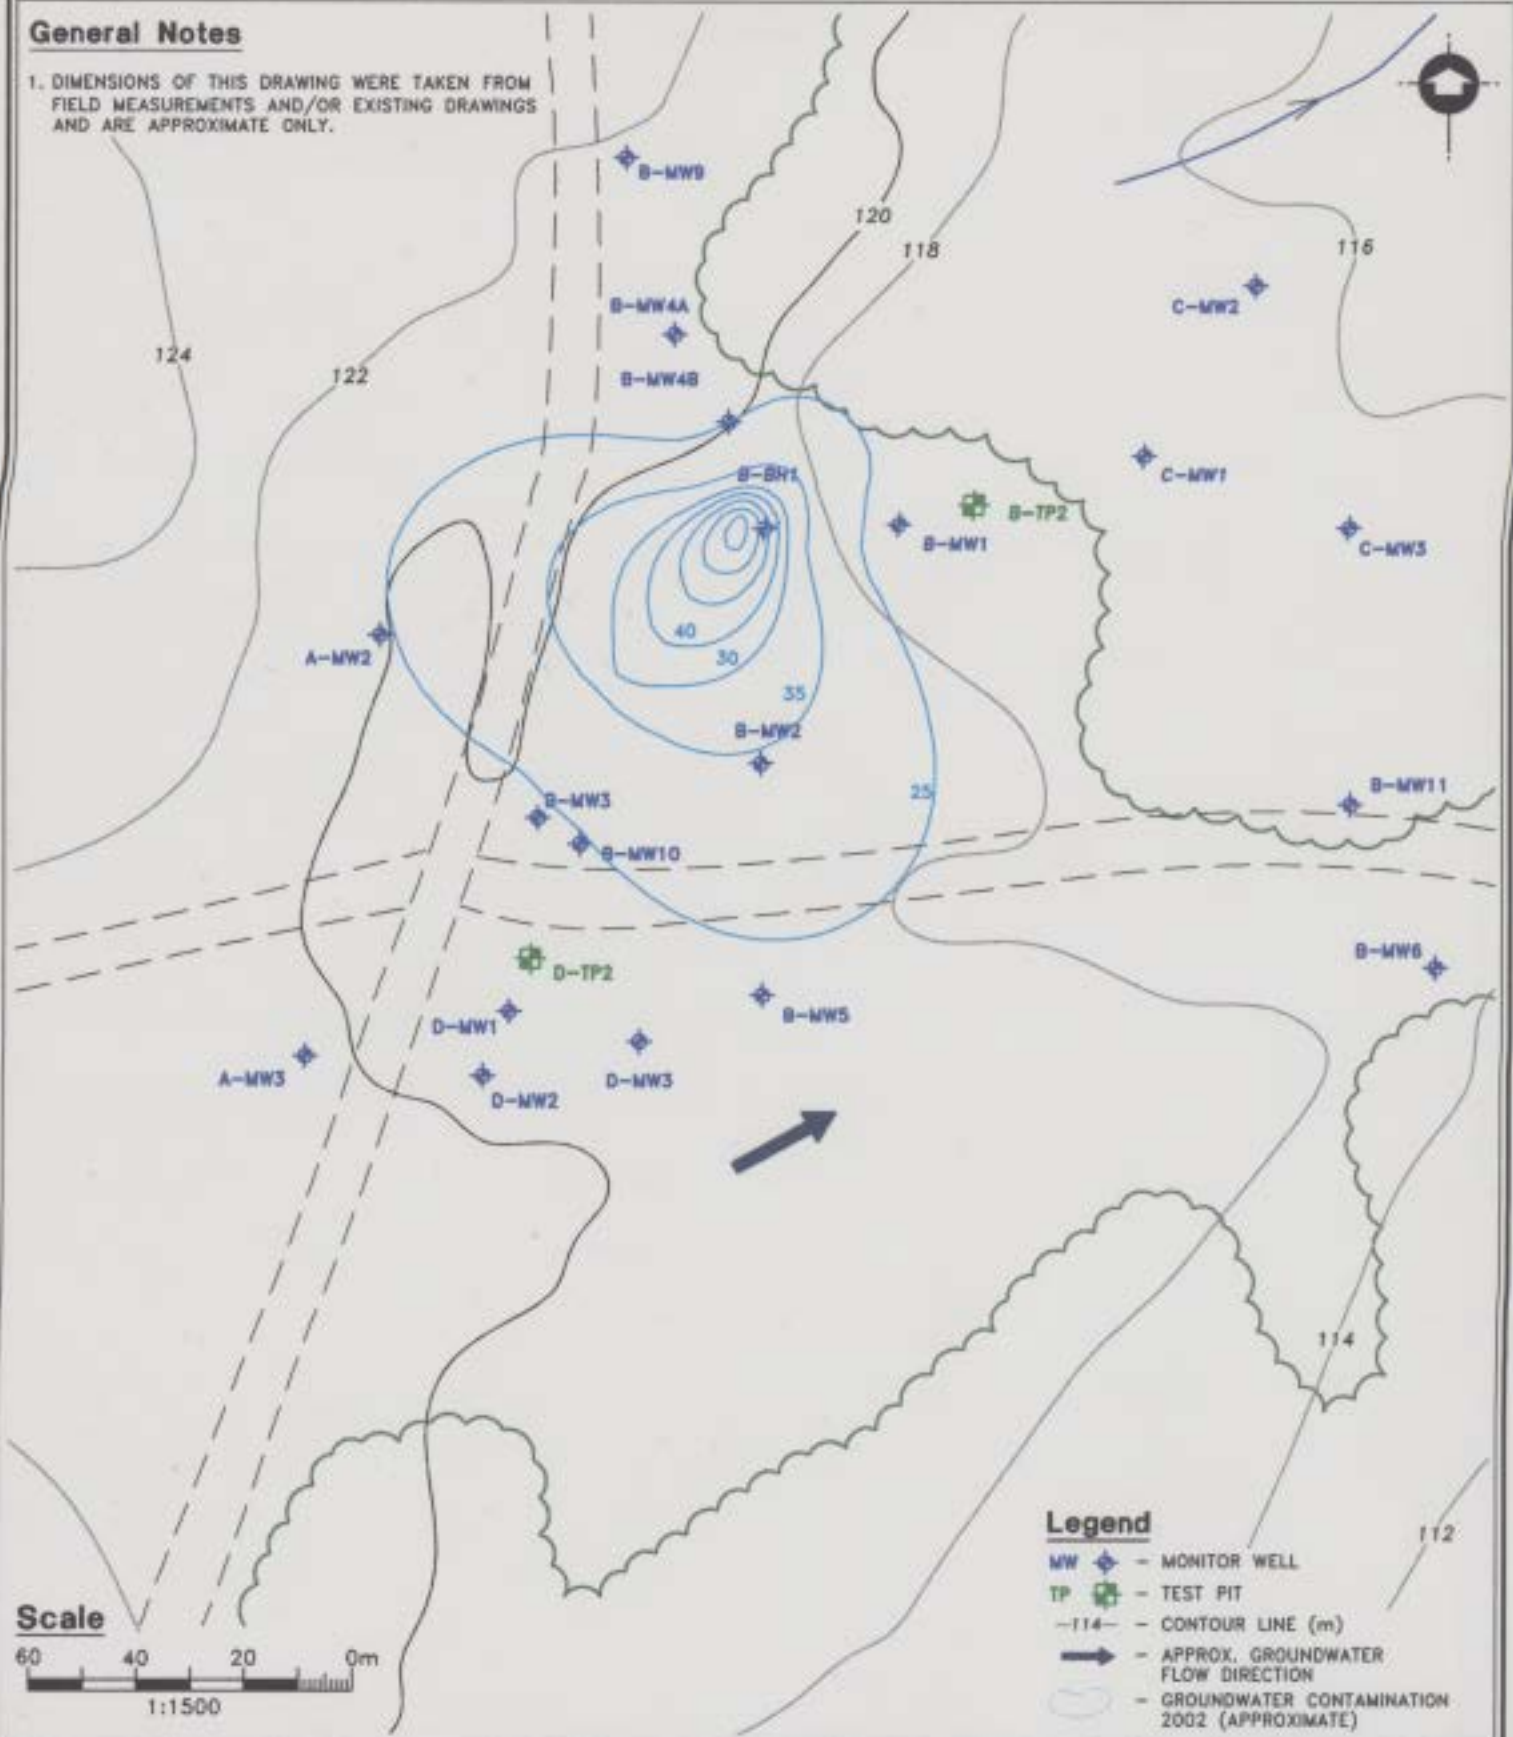 General Notes
1. DIMENSIONS OF THIS DRAWING WERE TAKEN FROM
FIELD MEASUREMENTS AND/OR EXISTING DRAWINGS
AND ARE APPROXIMATE ONLY.
B-MW9
120
118
116
C-MW2
B-MW4A
124
122
B-MW4B
B-BH1
C-MW1
B-TP2
B-MW1
C-MW3
40
A-MW2
30
35
B-MW2
25
B-MW11
B-MW3
B-MW10
B-MW6
D-TP2
B-MW5
D-MW1
A-MW3
D-MW3
D-MW2
114
112
Legend
MW - MONITOR WELL
TP - TEST PIT
-114- - CONTOUR LINE (m)
- APPROX. GROUNDWATER
FLOW DIRECTION
- GROUNDWATER CONTAMINATION
2002 (APPROXIMATE)
Scale
60 40 20 0m
1:1500